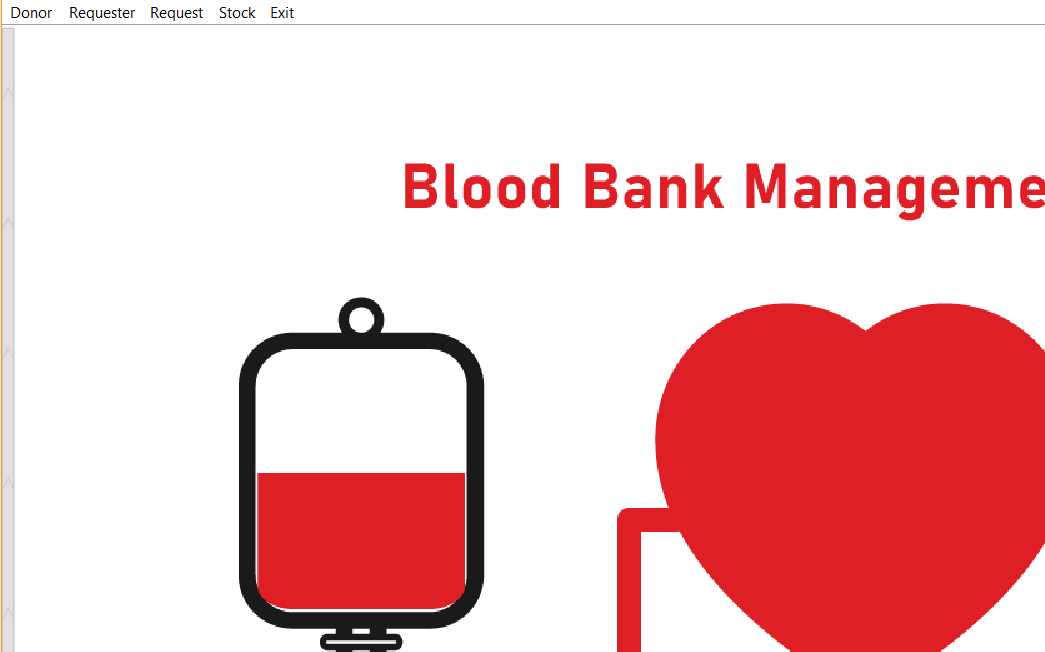 Donor Requester Request Stock Exit
Blood Bank Manageme